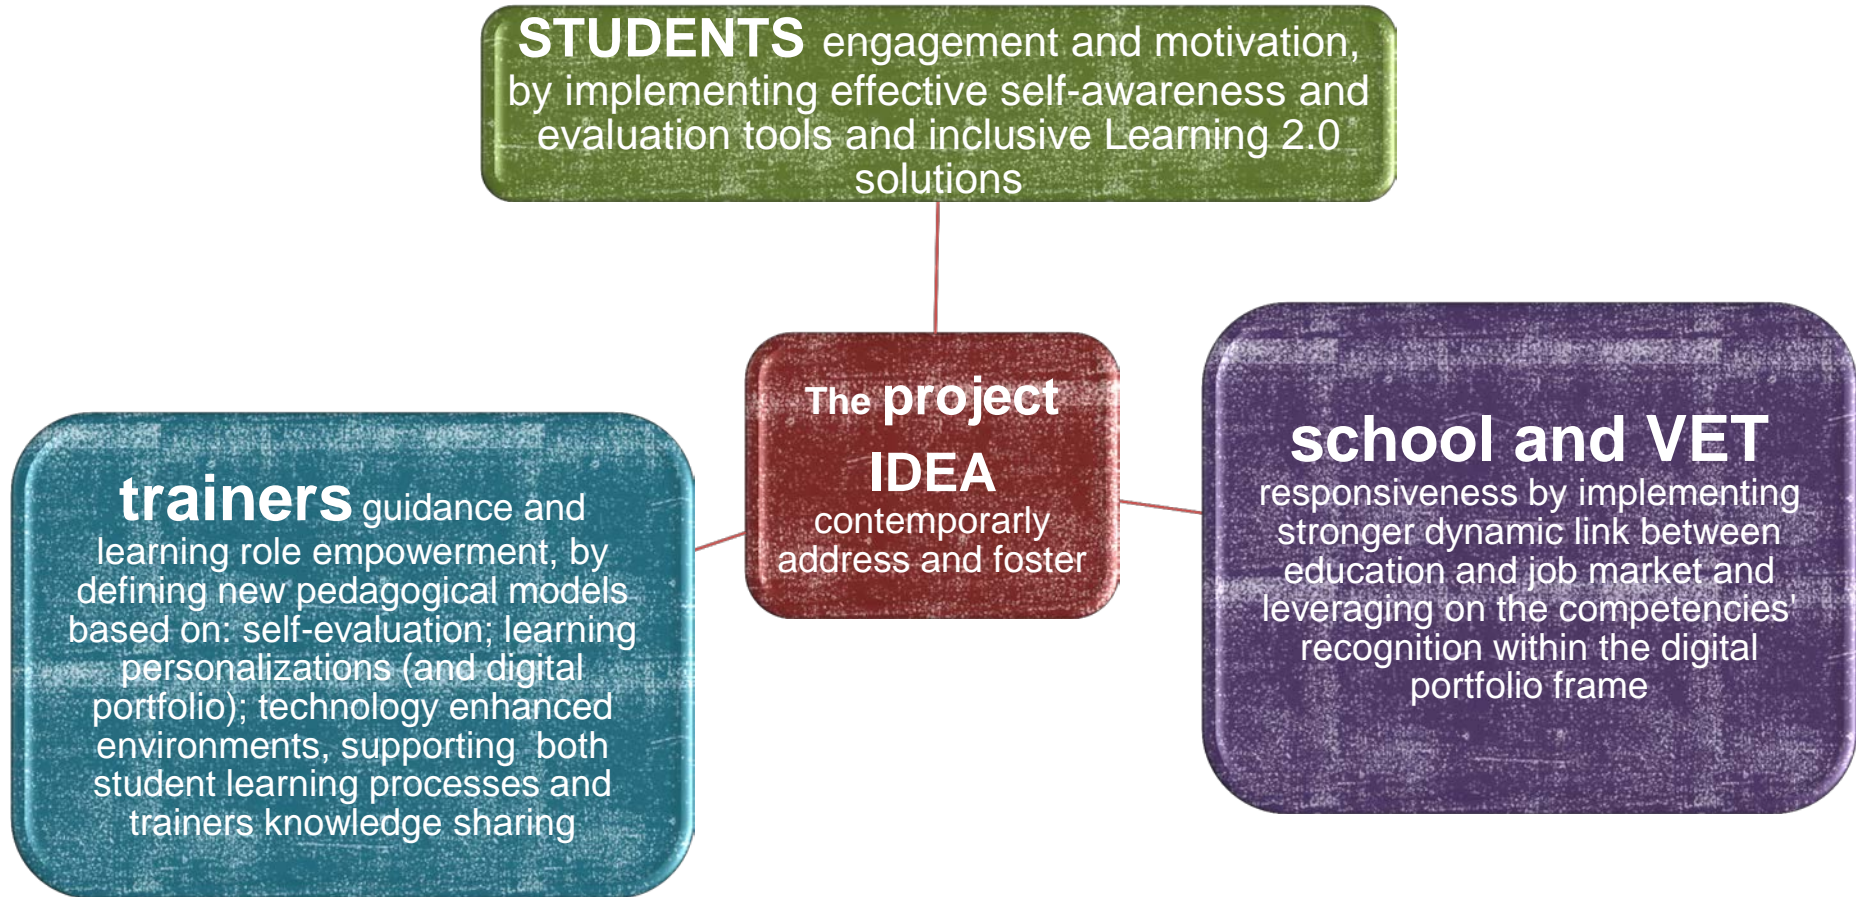 STUDENTS engagement and motivation,
by implementing effective self-awareness and
evaluation tools and inclusive Learning 2.0
solutions
The project
IDEA
contemporarly
address and foster
trainers guidance and
learning role empowerment, by
defining new pedagogical models
based on: self-evaluation; learning
personalizations (and digital
portfolio); technology enhanced
environments, supporting both
student learning processes and
trainers knowledge sharing
school and VET
responsiveness by implementing
stronger dynamic link between
education and job market and
leveraging on the competencies'
recognition within the digital
portfolio frame